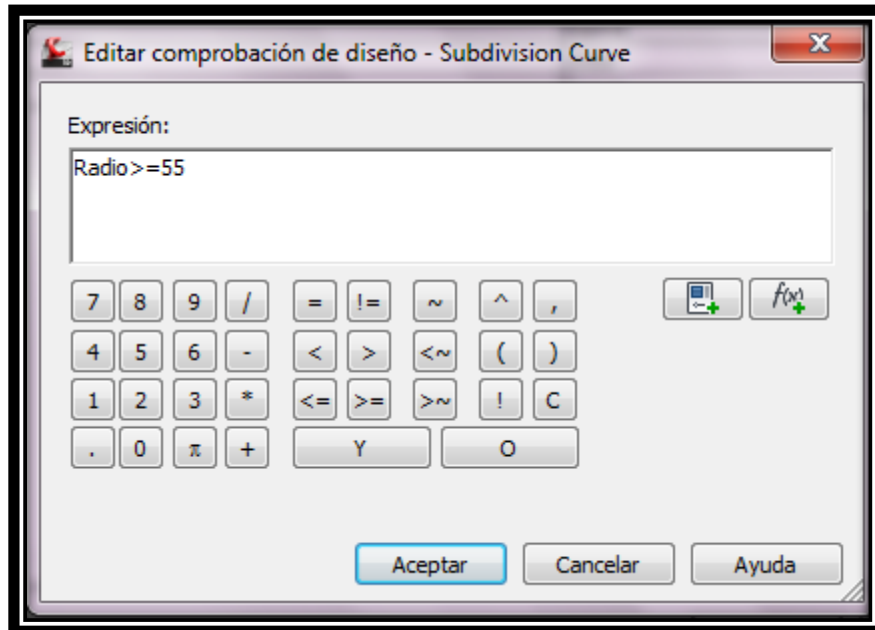 Editar comprobación de diseño - Subdivision Curve
Expresión:
Radio>=55
7 8 9 / = != ~ ^ , f(x)
4 5 6 - < > <~ ( )
1 2 3 * <= >= >~ ! C
. 0 π + Y O
Aceptar Cancelar Ayuda